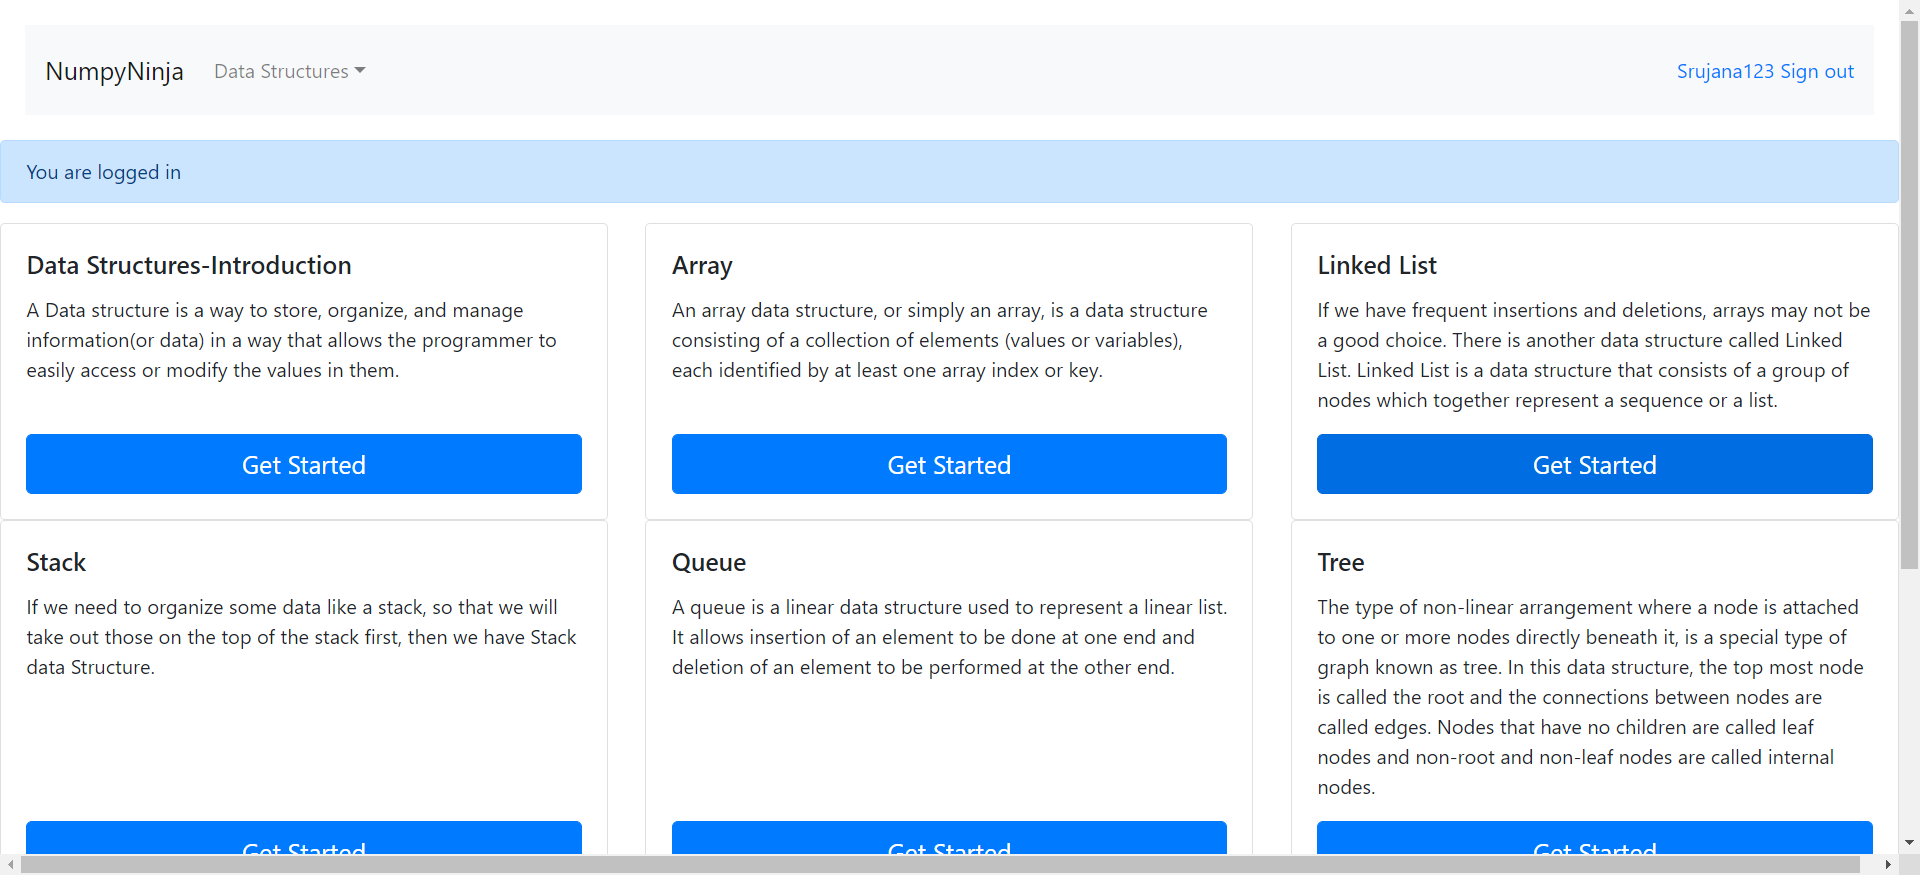 NumpyNinja Data Structures Srujana123 Sign out
You are logged in
Data Structures-Introduction
A Data structure is a way to store, organize, and manage
information(or data) in a way that allows the programmer to
easily access or modify the values in them.
Get Started
Array
An array data structure, or simply an array, is a data structure
consisting of a collection of elements (values or variables),
each identified by at least one array index or key.
Get Started
Linked List
If we have frequent insertions and deletions, arrays may not be
a good choice. There is another data structure called Linked
List. Linked List is a data structure that consists of a group of
nodes which together represent a sequence or a list.
Get Started
Stack
If we need to organize some data like a stack, so that we will
take out those on the top of the stack first, then we have Stack
data Structure.
Get Started
Queue
A queue is a linear data structure used to represent a linear list.
It allows insertion of an element to be done at one end and
deletion of an element to be performed at the other end.
Get Started
Tree
The type of non-linear arrangement where a node is attached
to one or more nodes directly beneath it, is a special type of
graph known as tree. In this data structure, the top most node
is called the root and the connections between nodes are
called edges. Nodes that have no children are called leaf
nodes and non-root and non-leaf nodes are called internal
nodes.
Get Started